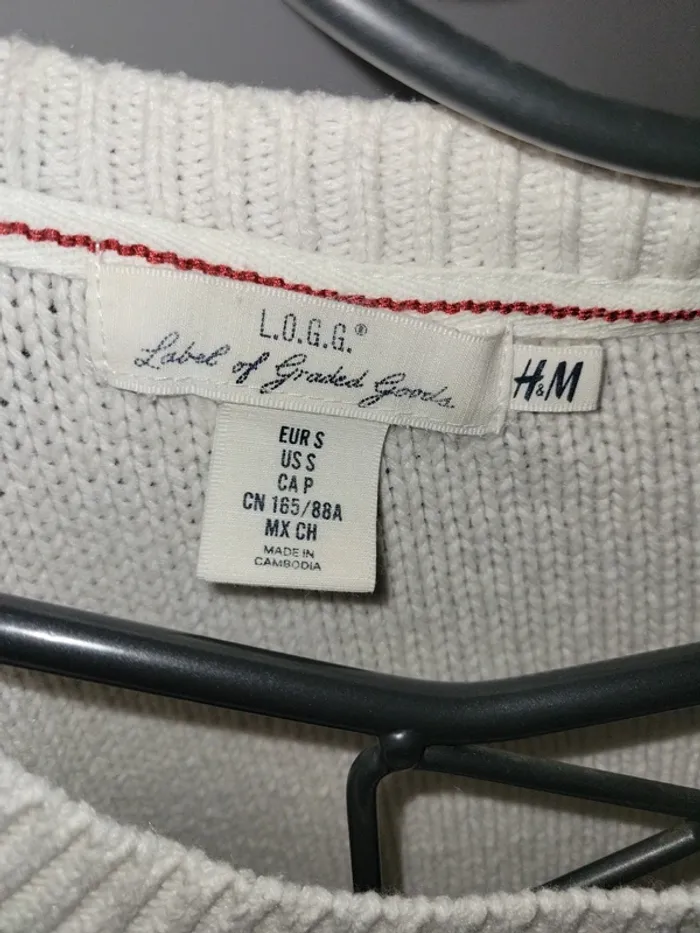 L.O.G.G.®
Label of Graded Goods
H&M
EUR S
US S
CA P
CN 165/88A
MX CH
MADE IN
CAMBODIA